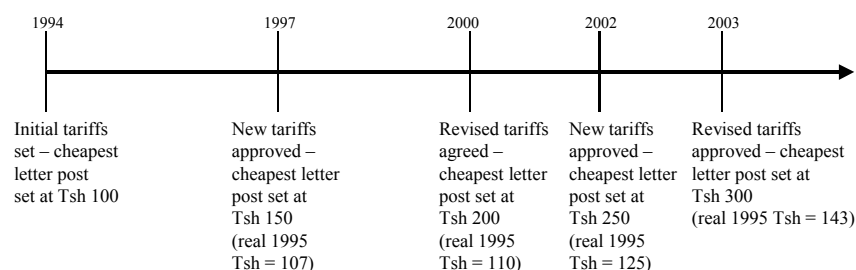 1994
1997
2000
2002
2003
Initial tariffs
set – cheapest
letter post
set at Tsh 100
New tariffs
approved –
cheapest letter
post set at
Tsh 150
(real 1995
Tsh = 107)
Revised tariffs
agreed –
cheapest letter
post set at
Tsh 200
(real 1995
Tsh = 110)
New tariffs
approved –
cheapest letter
post set at
Tsh 250
(real 1995
Tsh = 125)
Revised tariffs
approved – cheapest
letter post set at
Tsh 300
(real 1995 Tsh = 143)